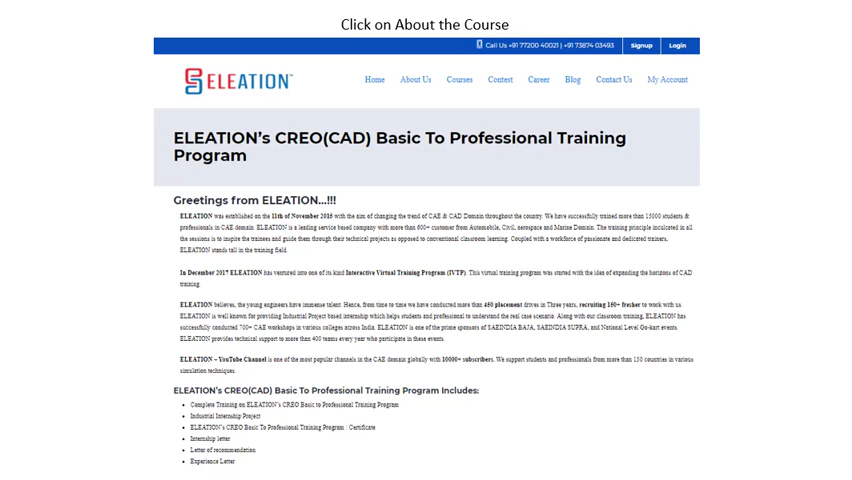 Click on About the Course
Call Us +91 77200 40021 | +91 73874 03493 Signup Login
ELEATION
Home About Us Courses Contest Career Blog Contact Us My Account
ELEATION's CREO(CAD) Basic To Professional Training
Program
Greetings from ELEATION...!!!
ELEATION was established on the 11th of November 2015 with the aim of changing the trend of CAE & CAD Domain throughout the country. We have successfully trained more than 15000 students &
professionals in CAE domain. ELEATION is a leading service based company with more than 600+ customer from Automobile, Civil, aerospace and Marine Domain. The training principle inculcated in all
the sessions is to inspire the trainees and guide them through their technical projects as opposed to conventional classroom learning. Coupled with a workforce of passionate and dedicated trainers,
ELEATION stands tall in the training field.
In December 2017 ELEATION has ventured into one of its kind Interactive Virtual Training Program (IVTP). This virtual training program was started with the idea of expanding the horizons of CAD
training.
ELEATION believes, the young engineers have immense talent. Hence, from time to time we have conducted more than 450 placement drives in Three years, recruiting 150+ fresher to work with us.
ELEATION is well known for providing Industrial Project based internship which helps students and professional to understand the real case scenario. Along with our classroom training, ELEATION has
successfully conducted 700+ CAE workshops in various colleges across India. ELEATION is one of the prime sponsors of SAEINDIA BAJA, SAEINDIA SUPRA, and National Level Go-kart events.
ELEATION provides technical support to more than 400 teams every year who participate in these events.
ELEATION – YouTube Channel is one of the most popular channels in the CAE domain globally with 10000+ subscribers. We support students and professionals from more than 150 countries in various
simulation techniques.
ELEATION's CREO(CAD) Basic To Professional Training Program Includes:
Complete Training on ELEATION's CREO Basic to Professional Training Program
Industrial Internship Project
ELEATION's CREO Basic To Professional Training Program : Certificate
Internship letter
Letter of recommendation
Experience Letter